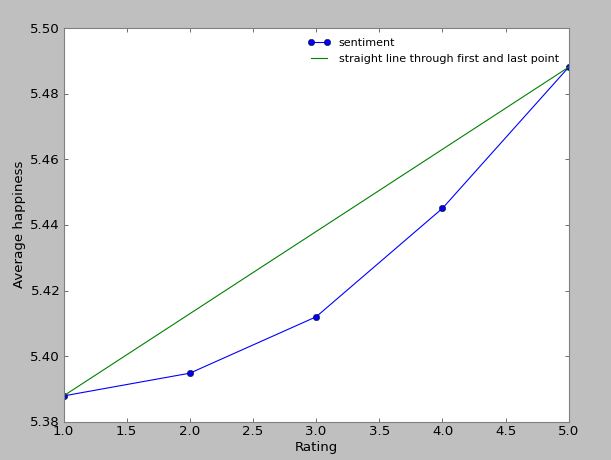 5.50
sentiment
straight line through first and last point
5.48
5.46
5.44
5.42
5.40
5.38
Average happiness
1.0 1.5 2.0 2.5 3.0 3.5 4.0 4.5 5.0
Rating